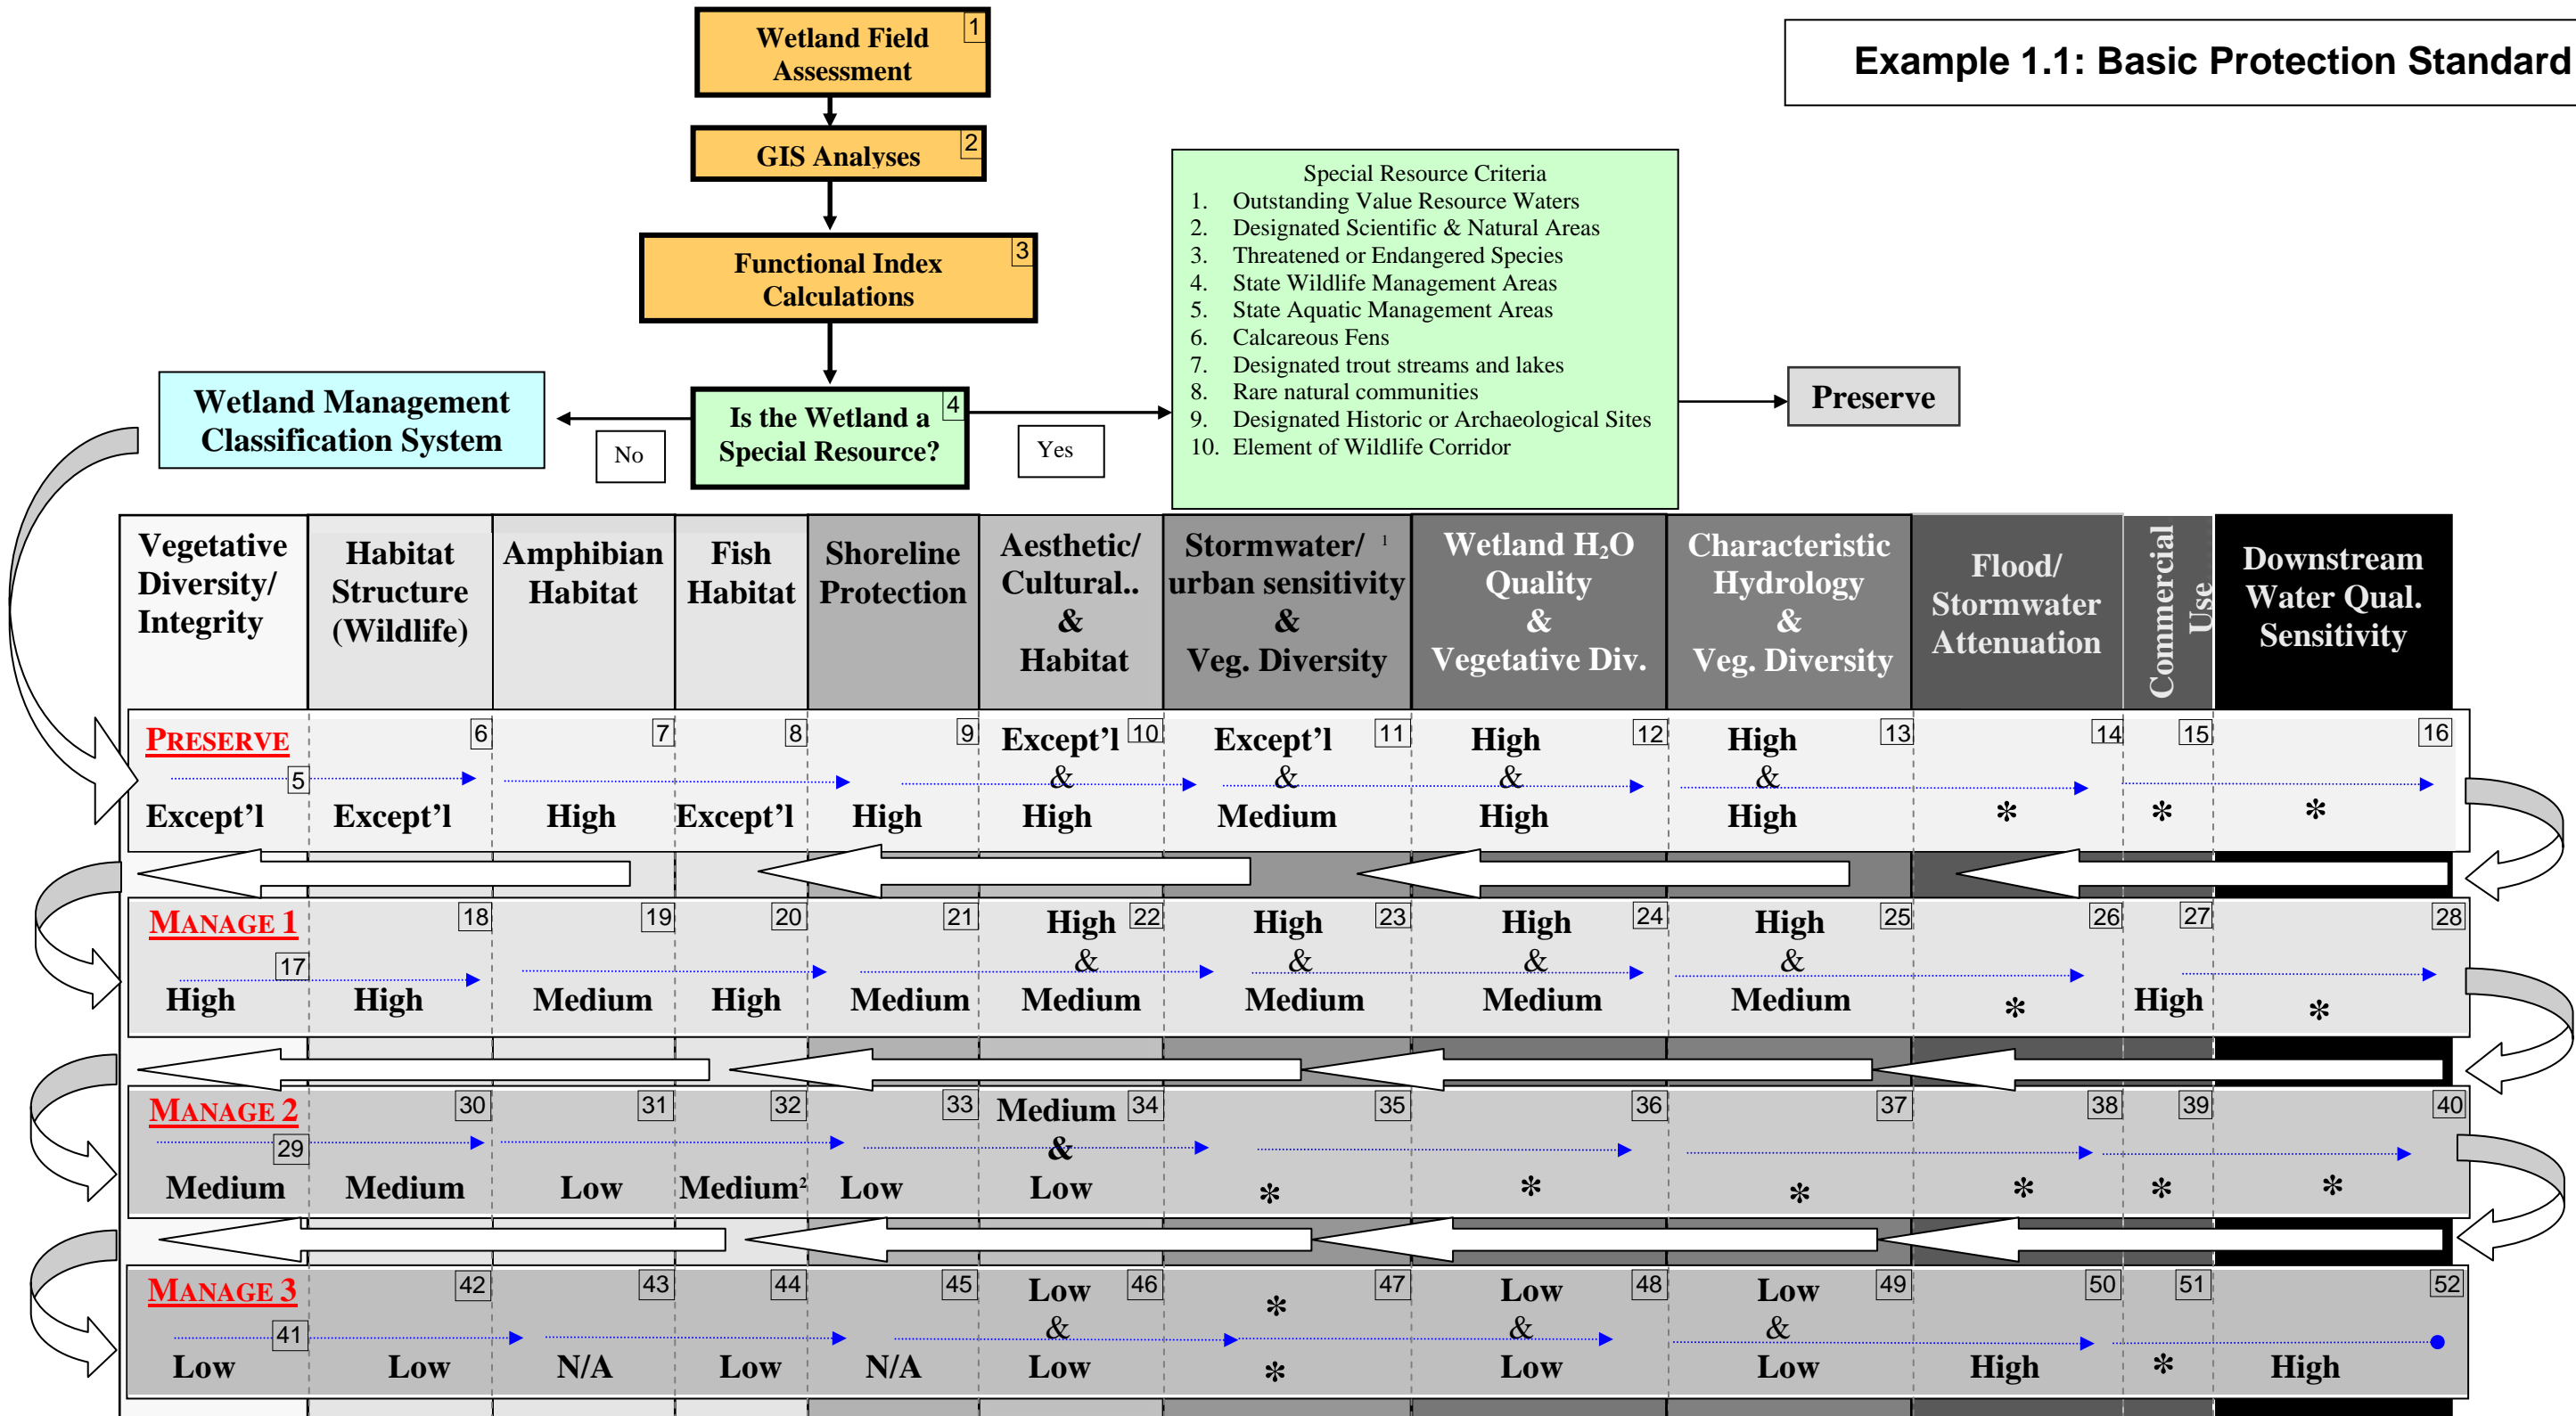 Example 1.1: Basic Protection Standard
1
Wetland Field
Assessment
2
GIS Analyses
3
Functional Index
Calculations
4
Is the Wetland a
Special Resource?
No
Yes
Wetland Management
Classification System
Special Resource Criteria
1. Outstanding Value Resource Waters
2. Designated Scientific & Natural Areas
3. Threatened or Endangered Species
4. State Wildlife Management Areas
5. State Aquatic Management Areas
6. Calcareous Fens
7. Designated trout streams and lakes
8. Rare natural communities
9. Designated Historic or Archaeological Sites
10. Element of Wildlife Corridor
Preserve
Vegetative
Diversity/
Integrity
Habitat
Structure
(Wildlife)
Amphibian
Habitat
Fish
Habitat
Shoreline
Protection
Aesthetic/
Cultural..
&
Habitat
Stormwater/ 1
urban sensitivity
&
Veg. Diversity
Wetland H₂O
Quality
&
Vegetative Div.
Characteristic
Hydrology
&
Veg. Diversity
Flood/
Stormwater
Attenuation
Commercial
Use
Downstream
Water Qual.
Sensitivity
PRESERVE
5
Except'l
6
Except'l
7
High
8
Except'l
9
High
10
Except'l
&
High
11
Except'l
&
Medium
12
High
&
High
13
High
&
High
14
*
15
*
16
*
MANAGE 1
17
High
18
High
19
Medium
20
High
21
Medium
22
High
&
Medium
23
High
&
Medium
24
High
&
Medium
25
High
&
Medium
26
*
27
High
28
*
MANAGE 2
29
Medium
30
Medium
31
Low
32
Medium²
33
Low
34
Medium
&
Low
35
*
36
*
37
*
38
*
39
*
40
*
MANAGE 3
41
Low
42
Low
43
N/A
44
Low
45
N/A
46
Low
&
Low
47
*
*
48
Low
&
Low
49
Low
&
Low
50
High
51
*
52
High